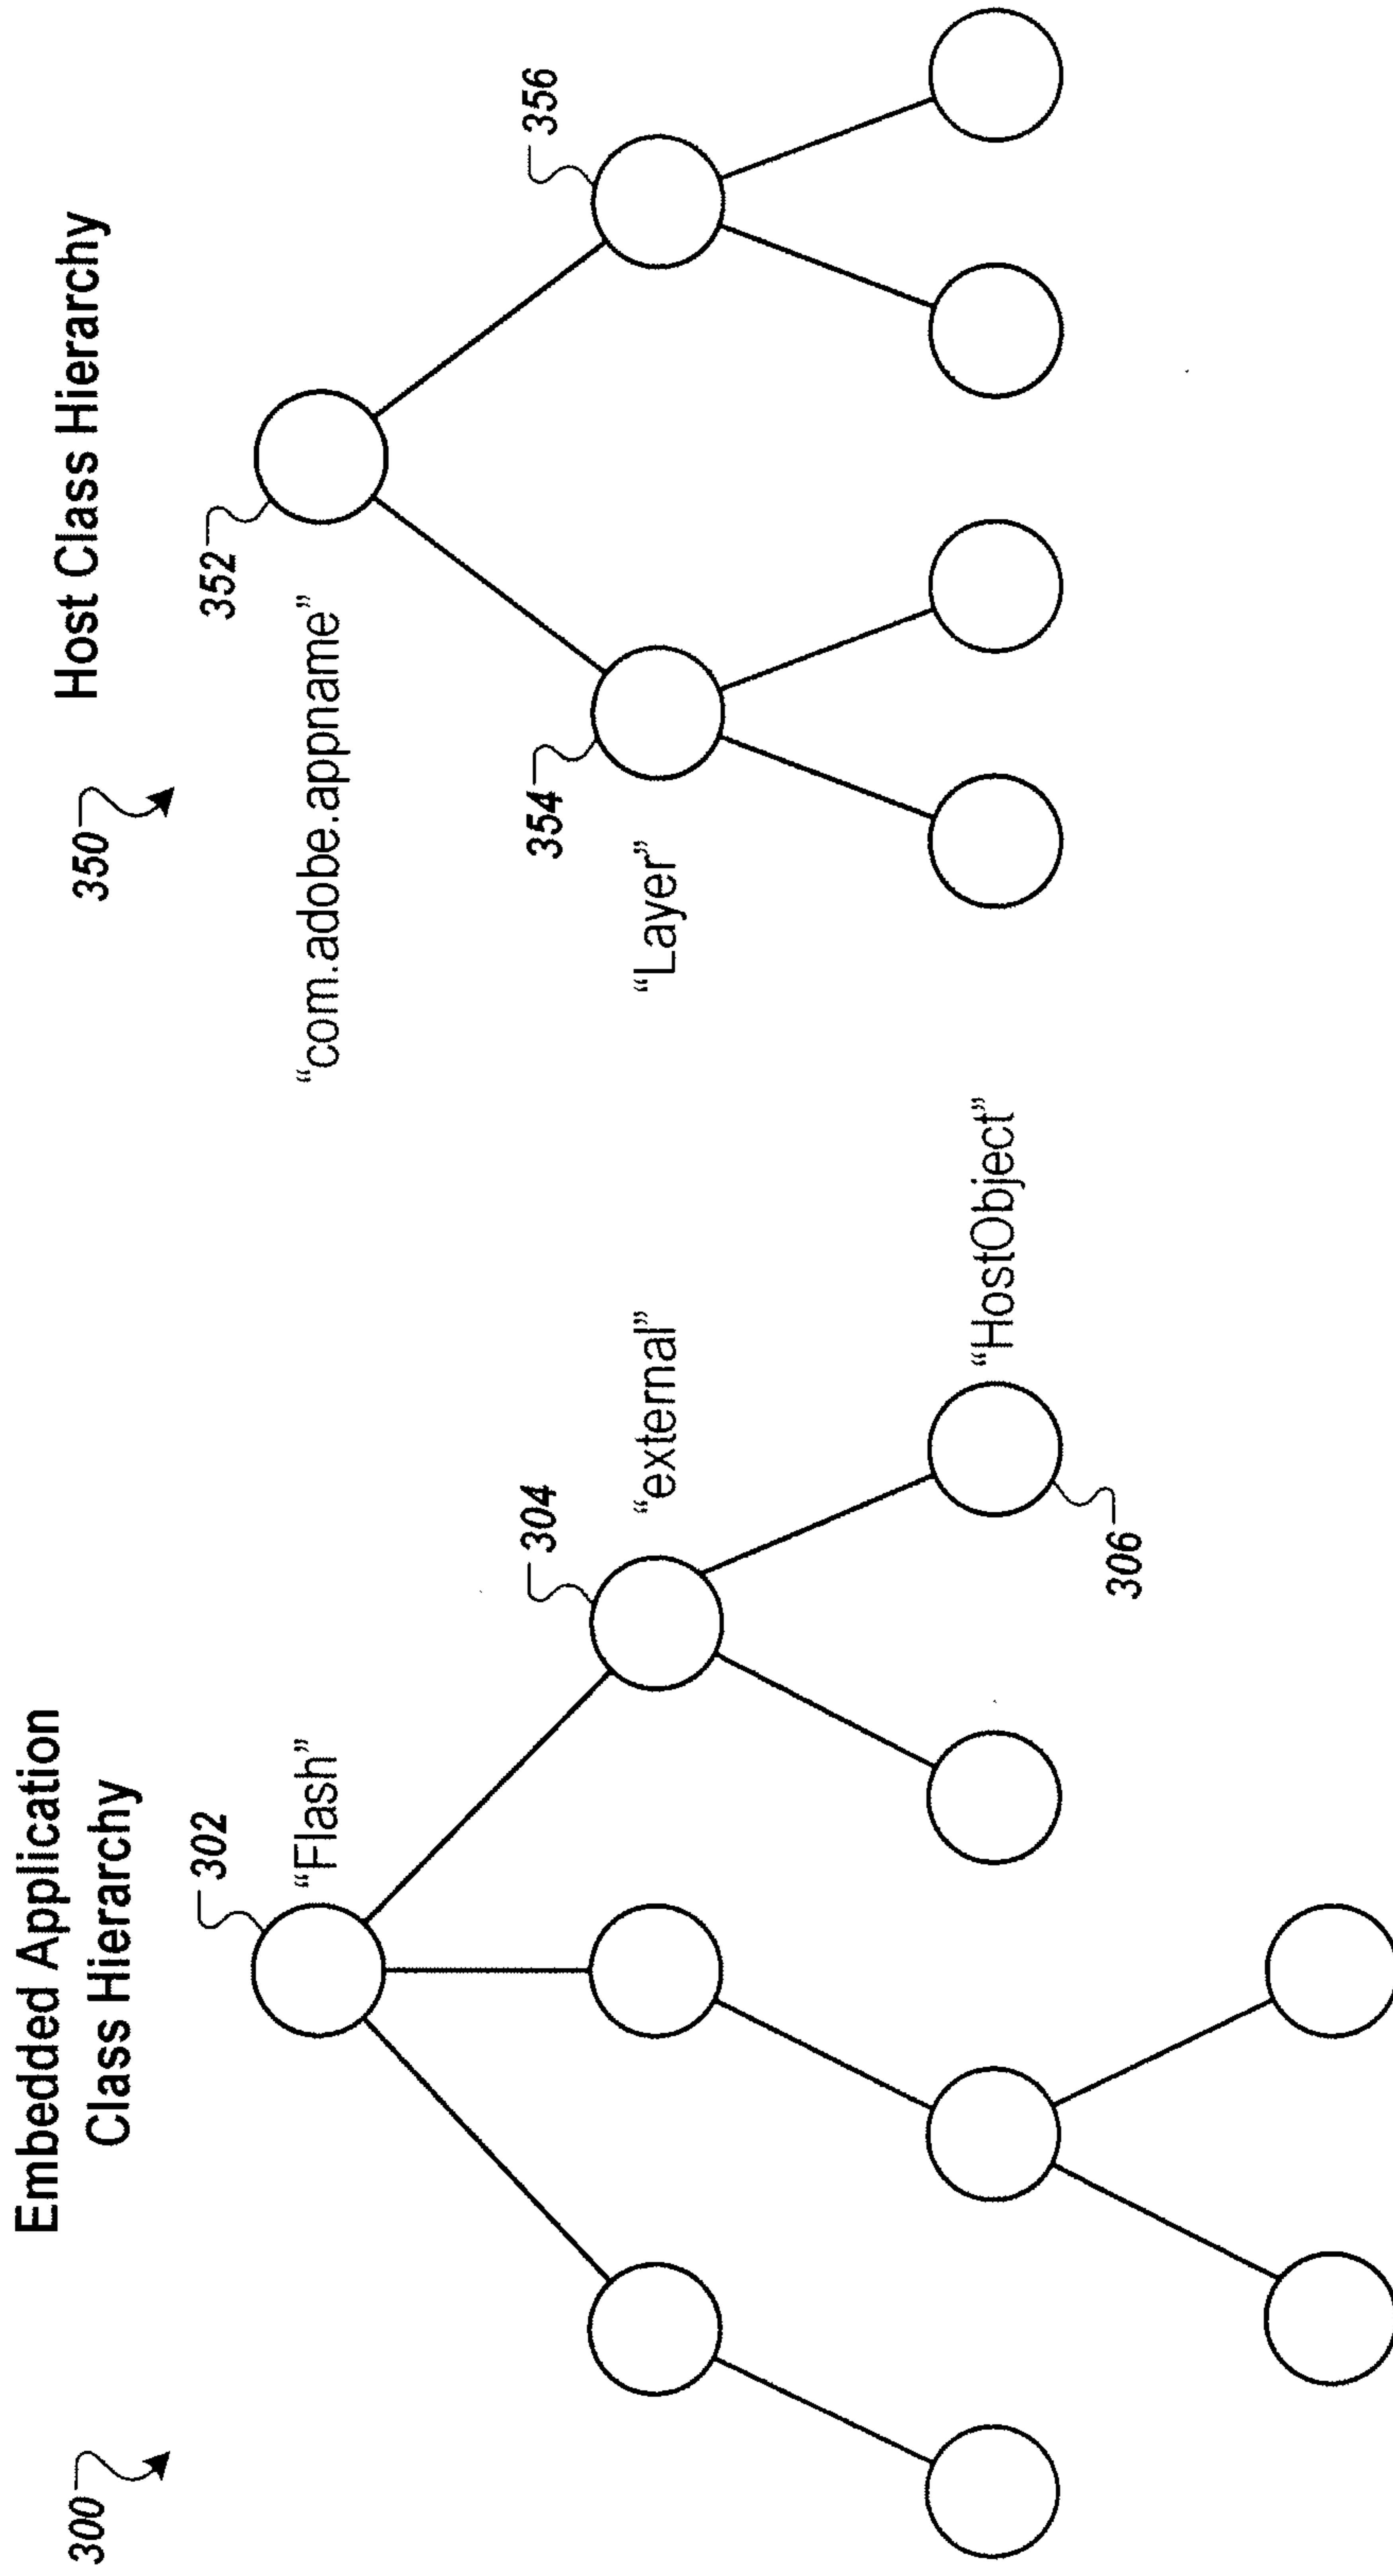 300
Embedded Application
Class Hierarchy
302
“Flash”
304
“external”
“HostObject”
306
350
Host Class Hierarchy
352
“com.adobe.appname”
354
“Layer”
356